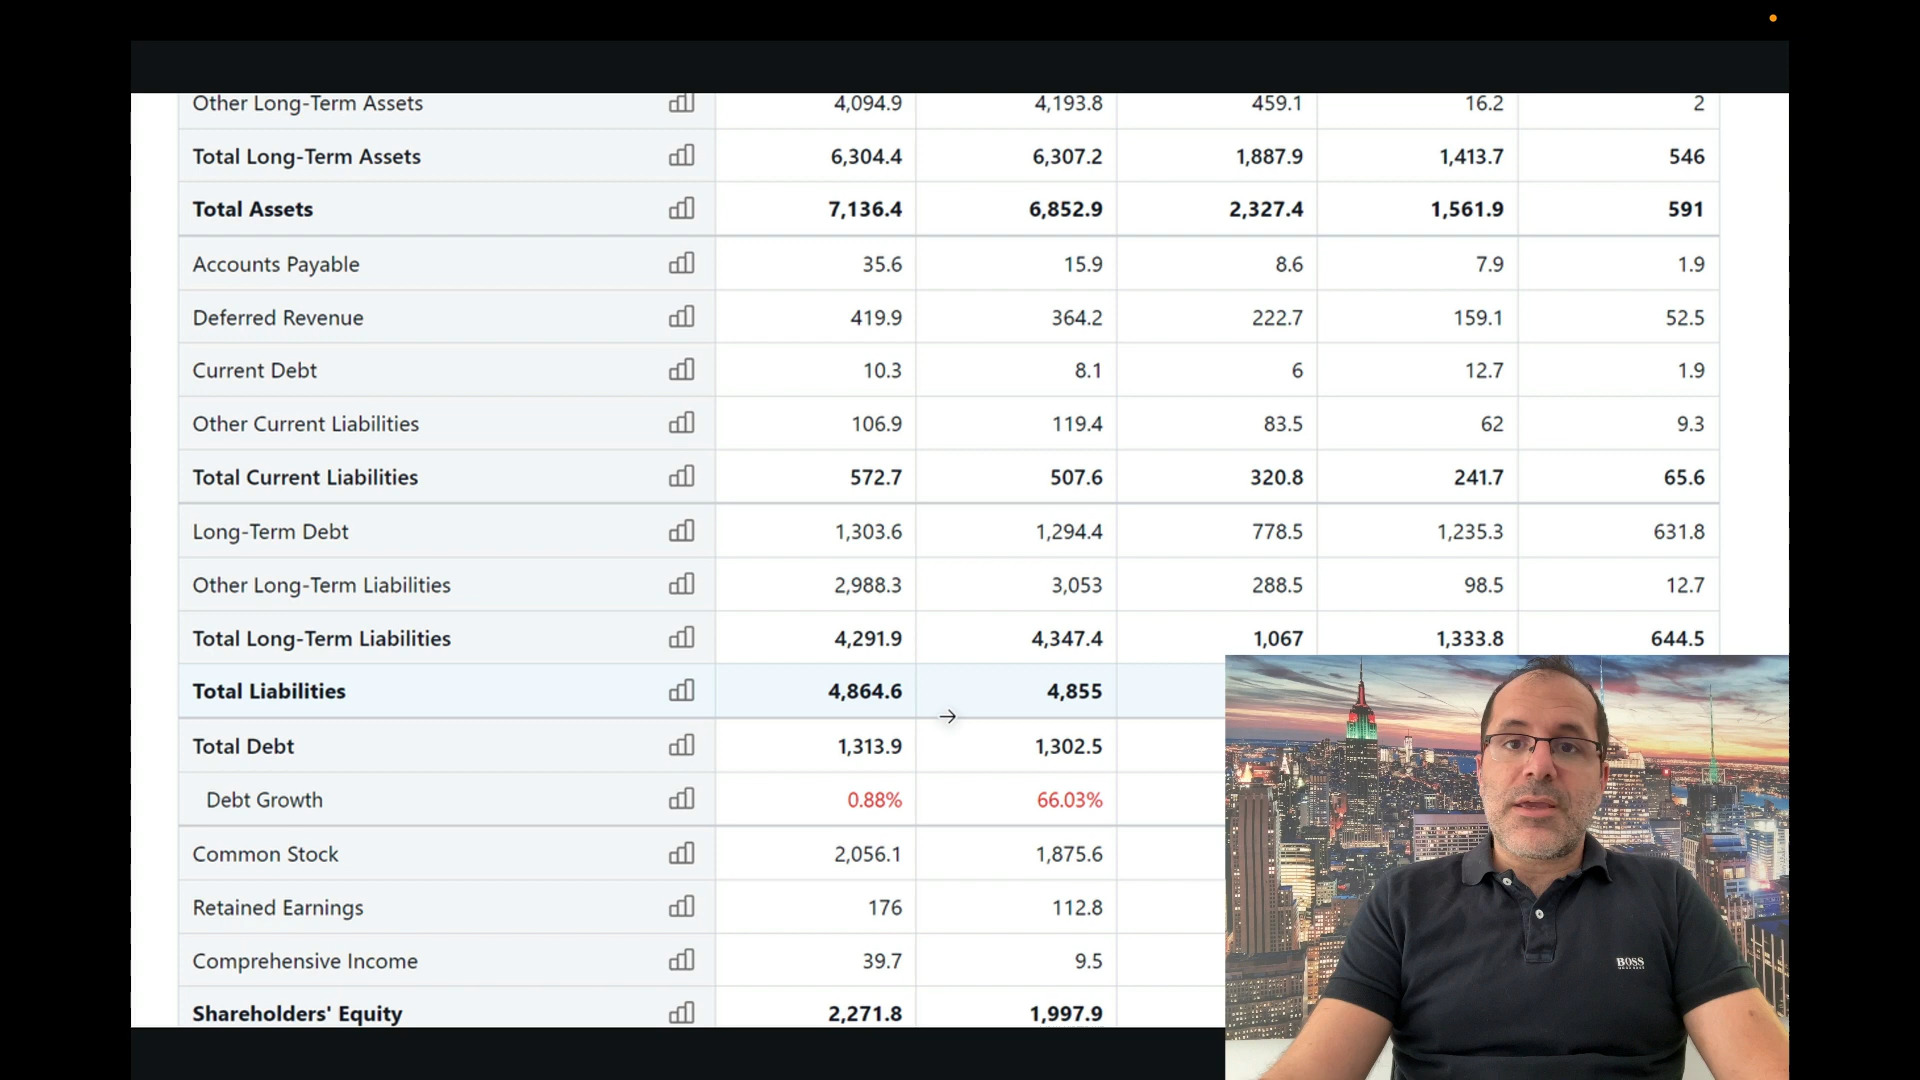 Other Long-Term Assets 4,094.9 4,193.8 459.1 16.2 2
Total Long-Term Assets 6,304.4 6,307.2 1,887.9 1,413.7 546
Total Assets 7,136.4 6,852.9 2,327.4 1,561.9 591
Accounts Payable 35.6 15.9 8.6 7.9 1.9
Deferred Revenue 419.9 364.2 222.7 159.1 52.5
Current Debt 10.3 8.1 6 12.7 1.9
Other Current Liabilities 106.9 119.4 83.5 62 9.3
Total Current Liabilities 572.7 507.6 320.8 241.7 65.6
Long-Term Debt 1,303.6 1,294.4 778.5 1,235.3 631.8
Other Long-Term Liabilities 2,988.3 3,053 288.5 98.5 12.7
Total Long-Term Liabilities 4,291.9 4,347.4 1,067 1,333.8 644.5
Total Liabilities 4,864.6 4,855
Total Debt 1,313.9 1,302.5
Debt Growth 0.88% 66.03%
Common Stock 2,056.1 1,875.6
Retained Earnings 176 112.8
Comprehensive Income 39.7 9.5
Shareholders' Equity 2,271.8 1,997.9
BOSS